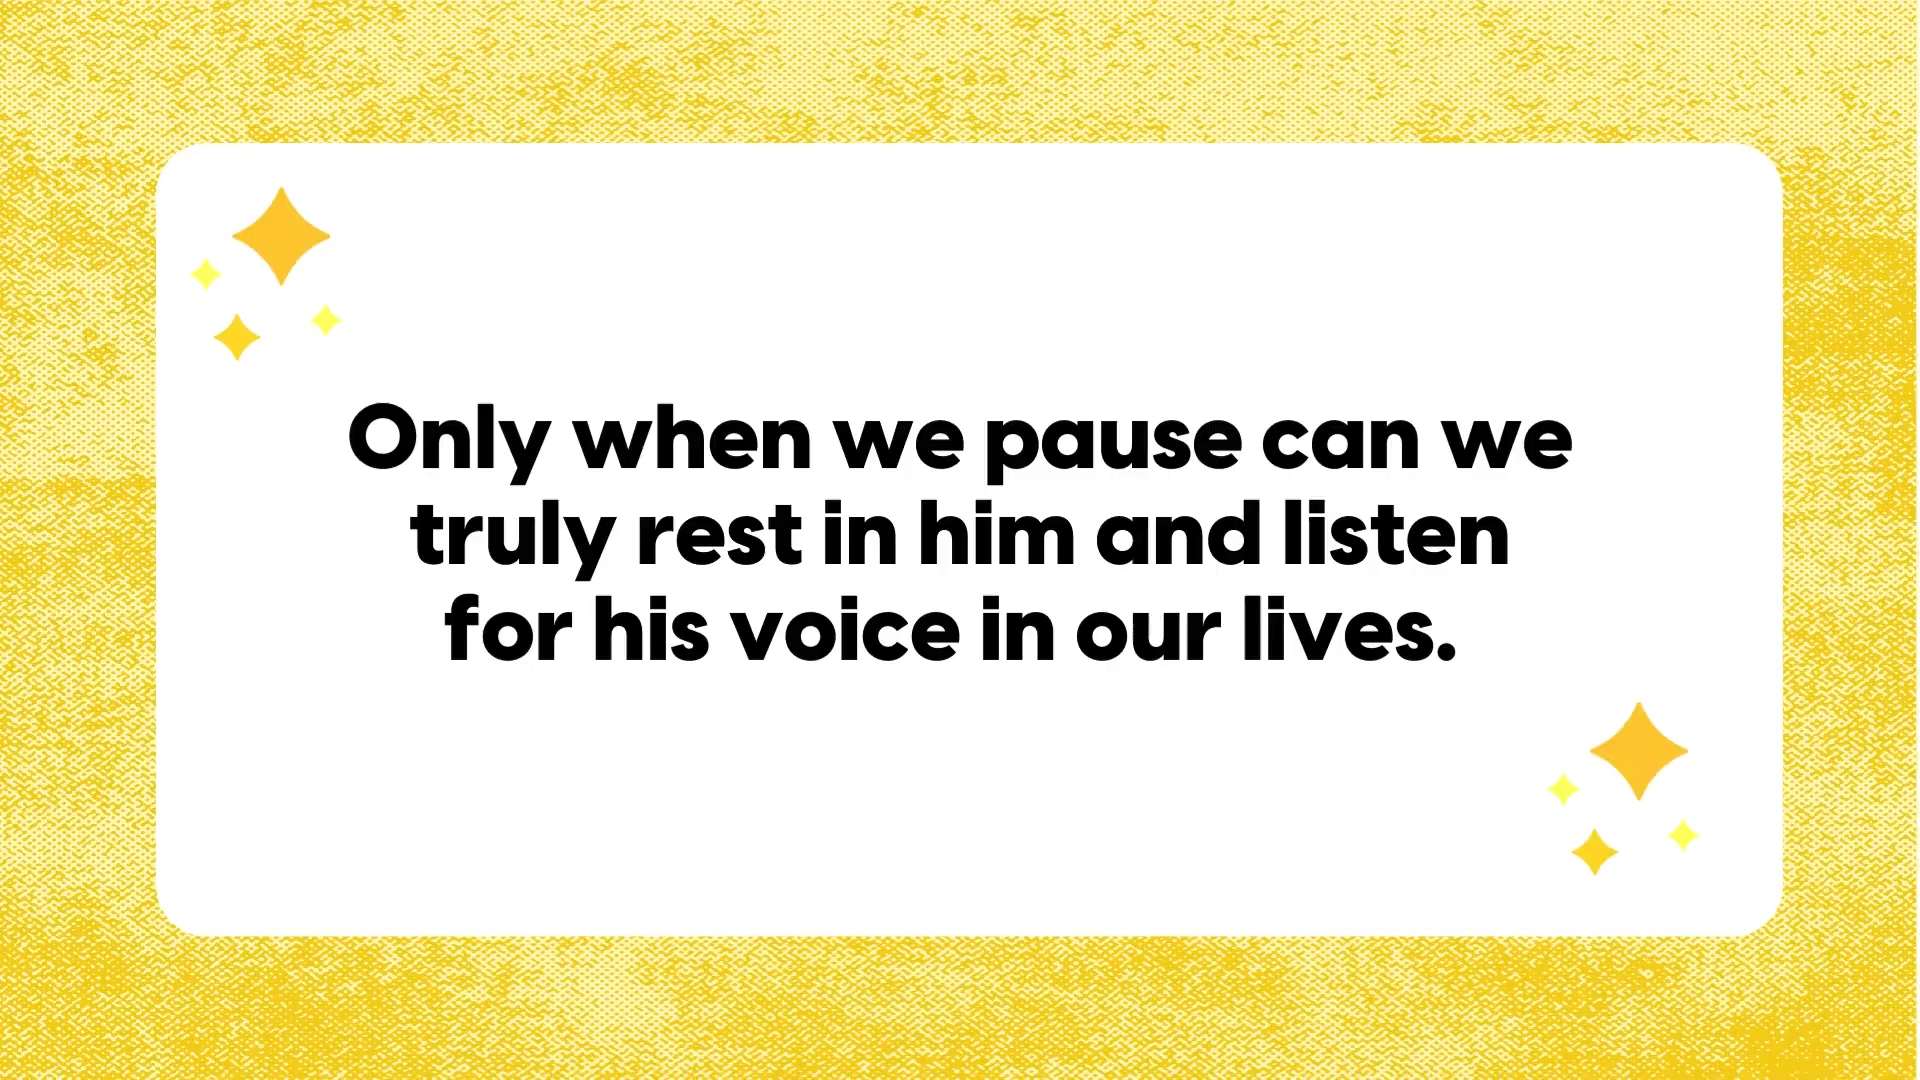 Only when we pause can we
truly rest in him and listen
for his voice in our lives.